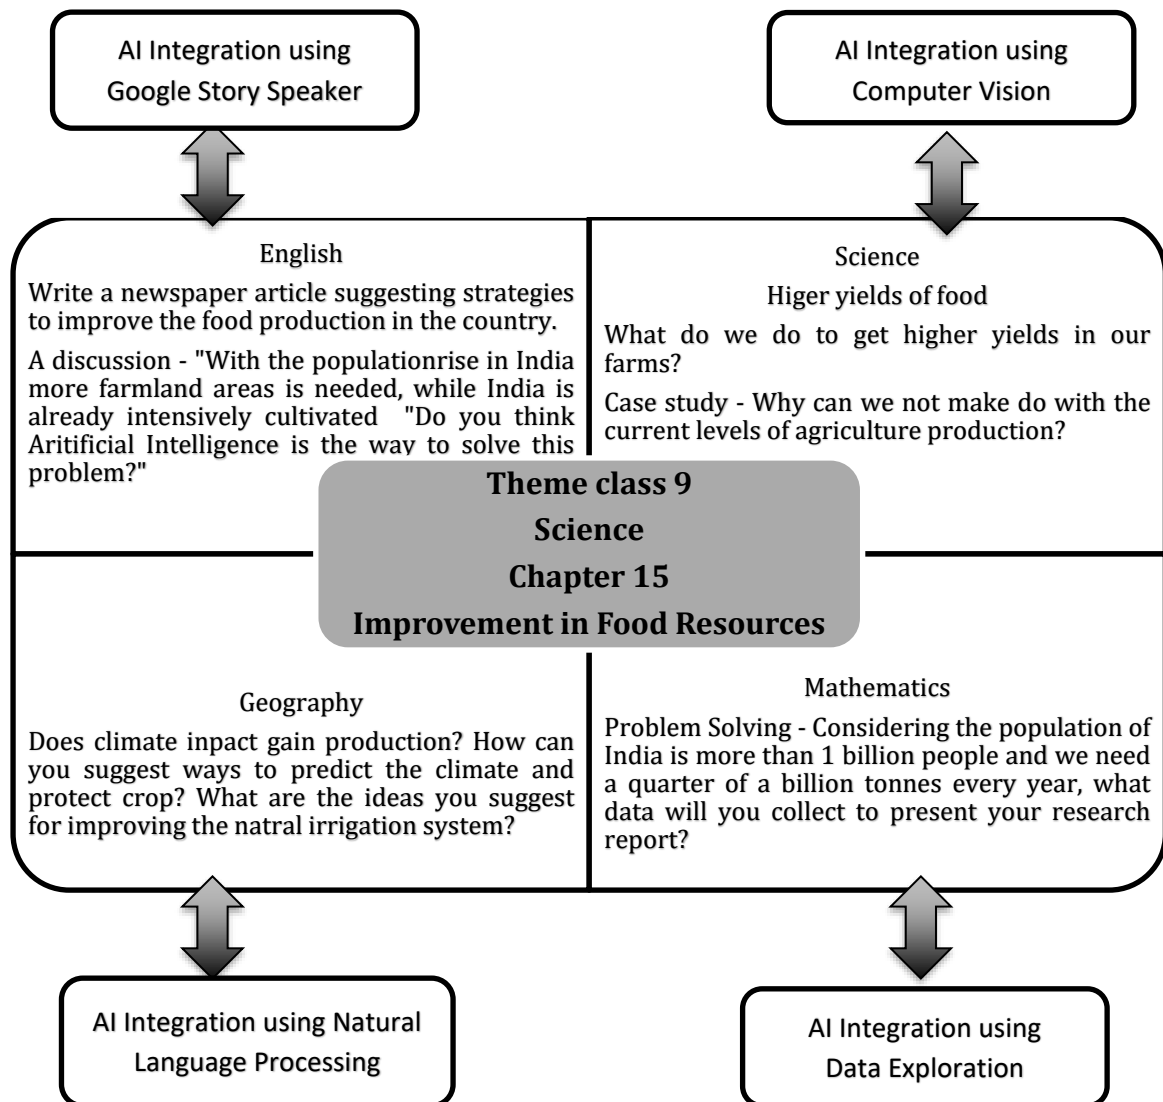 AI Integration using
Google Story Speaker
AI Integration using
Computer Vision
English
Write a newspaper article suggesting strategies
to improve the food production in the country.
A discussion - "With the populationrise in India
more farmland areas is needed, while India is
already intensively cultivated "Do you think
Aritificial Intelligence is the way to solve this
problem?"
Science
Higer yields of food
What do we do to get higher yields in our
farms?
Case study - Why can we not make do with the
current levels of agriculture production?
Theme class 9
Science
Chapter 15
Improvement in Food Resources
Geography
Does climate inpact gain production? How can
you suggest ways to predict the climate and
protect crop? What are the ideas you suggest
for improving the natral irrigation system?
Mathematics
Problem Solving - Considering the population of
India is more than 1 billion people and we need
a quarter of a billion tonnes every year, what
data will you collect to present your research
report?
AI Integration using Natural
Language Processing
AI Integration using
Data Exploration